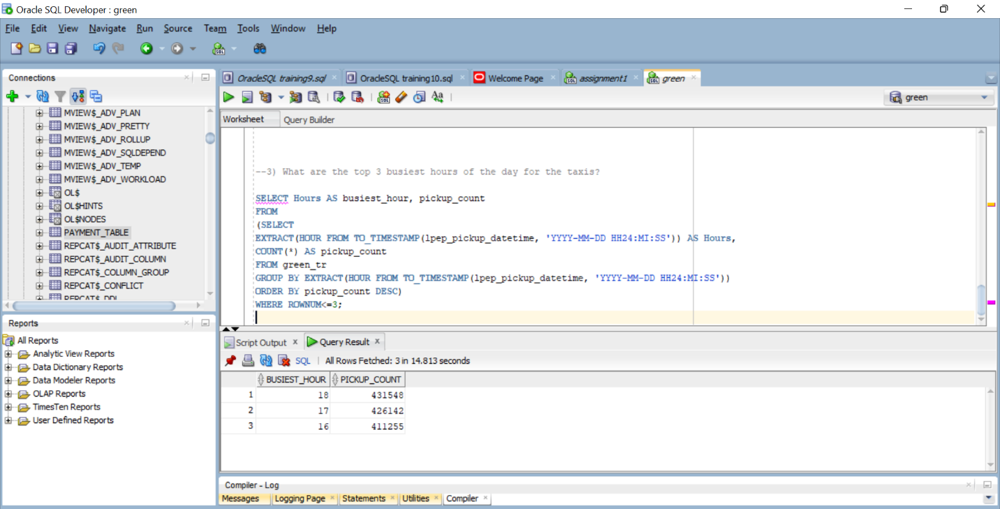 Oracle SQL Developer : green
File Edit View Navigate Run Source Team Tools Window Help
Connections
MVIEW$_ADV_PLAN
MVIEW$_ADV_PRETTY
MVIEW$_ADV_ROLLUP
MVIEW$_ADV_SQLDEPEND
MVIEW$_ADV_TEMP
MVIEW$_ADV_WORKLOAD
OL$
OL$HINTS
OL$NODES
PAYMENT_TABLE
REPCAT$_AUDIT_ATTRIBUTE
REPCAT$_AUDIT_COLUMN
REPCAT$_COLUMN_GROUP
REPCAT$_CONFLICT
REPCAT$_DDL
Reports
All Reports
Analytic View Reports
Data Dictionary Reports
Data Modeler Reports
OLAP Reports
TimesTen Reports
User Defined Reports
OracleSQL training9.sql OracleSQL training10.sql Welcome Page assignment1 green
green
Worksheet Query Builder
--3) What are the top 3 busiest hours of the day for the taxis?
SELECT Hours AS busiest_hour, pickup_count
FROM
(SELECT
EXTRACT(HOUR FROM TO_TIMESTAMP(lpep_pickup_datetime, 'YYYY-MM-DD HH24:MI:SS')) AS Hours,
COUNT(*) AS pickup_count
FROM green_tr
GROUP BY EXTRACT(HOUR FROM TO_TIMESTAMP(lpep_pickup_datetime, 'YYYY-MM-DD HH24:MI:SS'))
ORDER BY pickup_count DESC)
WHERE ROWNUM<=3;
Script Output Query Result
SQL All Rows Fetched: 3 in 14.813 seconds
BUSIEST_HOUR PICKUP_COUNT
1 18 431548
2 17 426142
3 16 411255
Compiler - Log
Messages Logging Page Statements Utilities Compiler